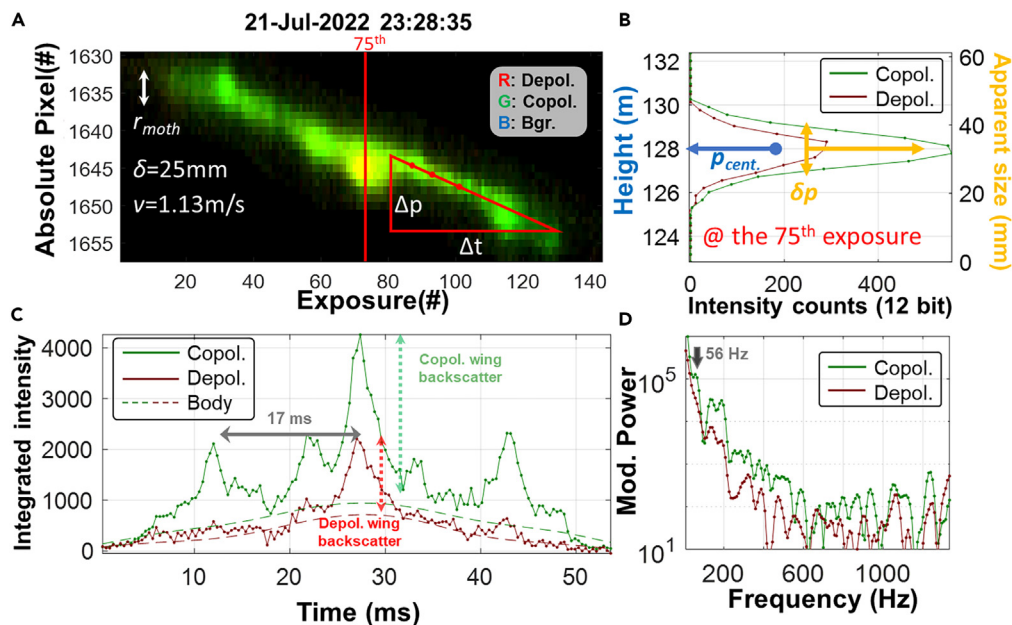 A
21-Jul-2022 23:28:35
75th
Absolute Pixel(#)
1630
1635
1640
1645
1650
1655
rmoth
δ=25mm
v=1.13m/s
R: Depol.
G: Copol.
B: Bgr.
Δp
Δt
20
40
60
80
100
120
140
Exposure(#)
B
Height (m)
132
130
128
126
124
Copol.
Depol.
pcent.
δp
@ the 75th exposure
60
40
20
0
Apparent size (mm)
0
200
400
Intensity counts (12 bit)
C
Integrated intensity
4000
3000
2000
1000
0
Copol.
Depol.
Body
17 ms
Copol. wing
backscatter
Depol. wing
backscatter
10
20
30
40
50
Time (ms)
D
Mod. Power
10^5
10^1
56 Hz
Copol.
Depol.
200
600
1000
Frequency (Hz)